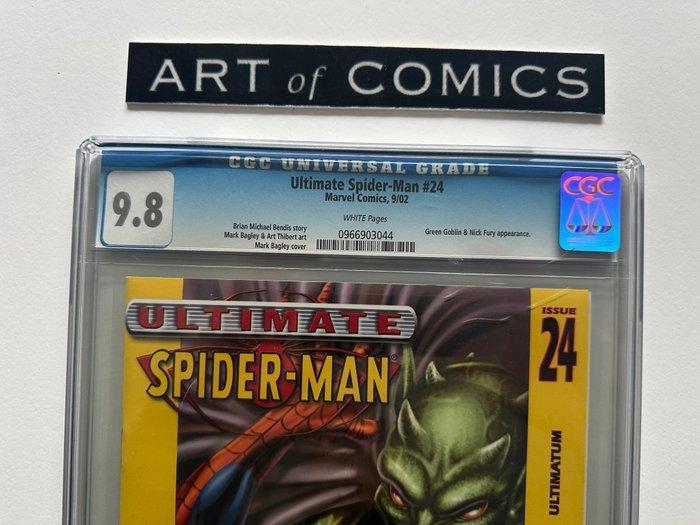 ART of COMICS
CGC UNIVERSAL GRADE
9.8
Ultimate Spider-Man #24
Marvel Comics, 9/02
WHITE Pages
Brian Michael Bendis story
Mark Bagley & Art Thibert art
Mark Bagley cover
0966903044
Green Goblin & Nick Fury appearance.
CGC
ULTIMATE
SPIDER-MAN
ISSUE
24
ULTIMATUM